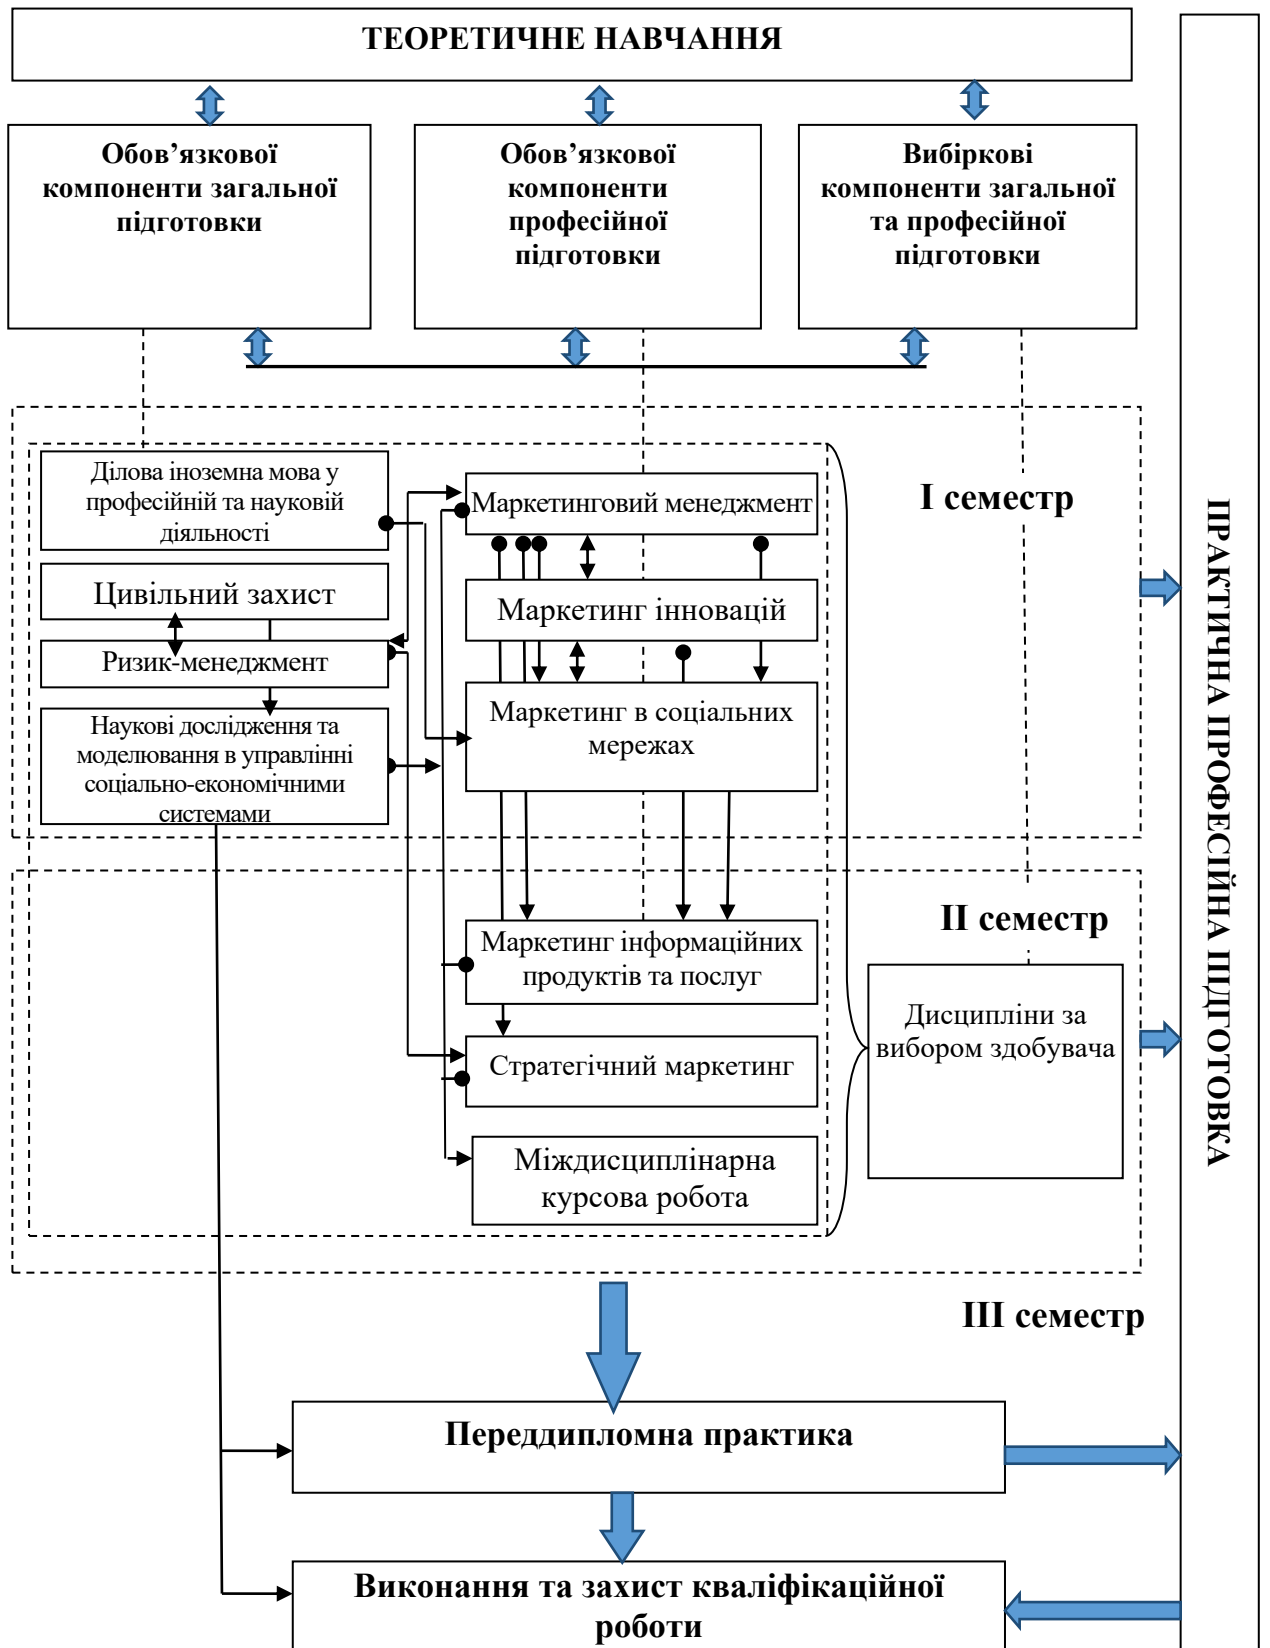 ТЕОРЕТИЧНЕ НАВЧАННЯ
Обов’язкової
компоненти загальної
підготовки
Обов’язкової
компоненти
професійної
підготовки
Вибіркові
компоненти загальної
та професійної
підготовки
Ділова іноземна мова у
професійній та науковій
діяльності
Цивільний захист
Ризик-менеджмент
Наукові дослідження та
моделювання в управлінні
соціально-економічними
системами
Маркетинговий менеджмент
Маркетинг інновацій
Маркетинг в соціальних
мережах
І семестр
Маркетинг інформаційних
продуктів та послуг
Стратегічний маркетинг
Міждисциплінарна
курсова робота
ІІ семестр
Дисципліни за
вибором здобувача
ІІІ семестр
Переддипломна практика
Виконання та захист кваліфікаційної
роботи
ПРАКТИЧНА ПРОФЕСІЙНА ПІДГОТОВКА